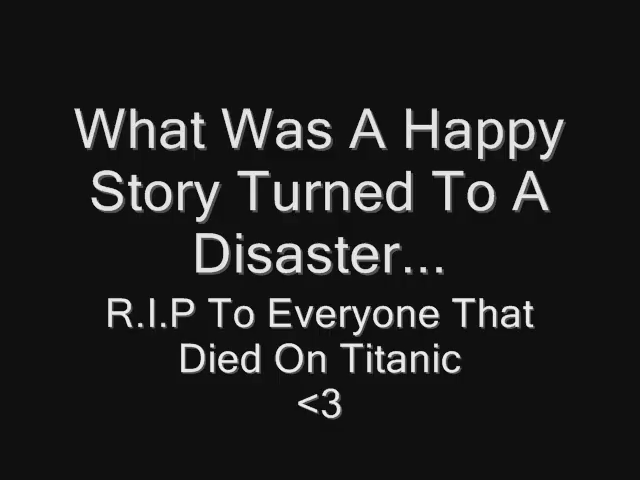 What Was A Happy
Story Turned To A
Disaster...
R.I.P To Everyone That
Died On Titanic
<3